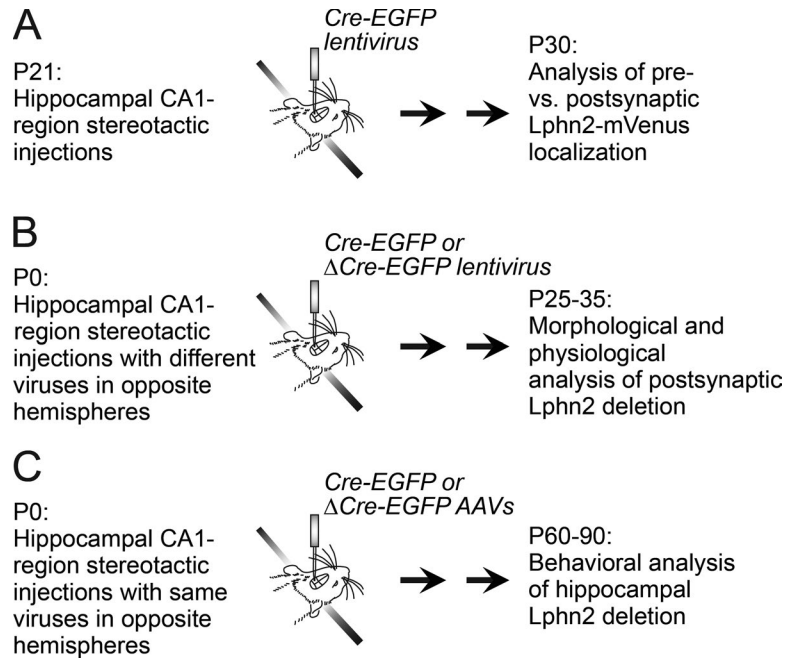 A
P21:
Hippocampal CA1-
region stereotactic
injections
Cre-EGFP
lentivirus
P30:
Analysis of pre-
vs. postsynaptic
Lphn2-mVenus
localization
B
P0:
Hippocampal CA1-
region stereotactic
injections with different
viruses in opposite
hemispheres
Cre-EGFP or
ΔCre-EGFP lentivirus
P25-35:
Morphological and
physiological
analysis of postsynaptic
Lphn2 deletion
C
P0:
Hippocampal CA1-
region stereotactic
injections with same
viruses in opposite
hemispheres
Cre-EGFP or
ΔCre-EGFP AAVs
P60-90:
Behavioral analysis
of hippocampal
Lphn2 deletion